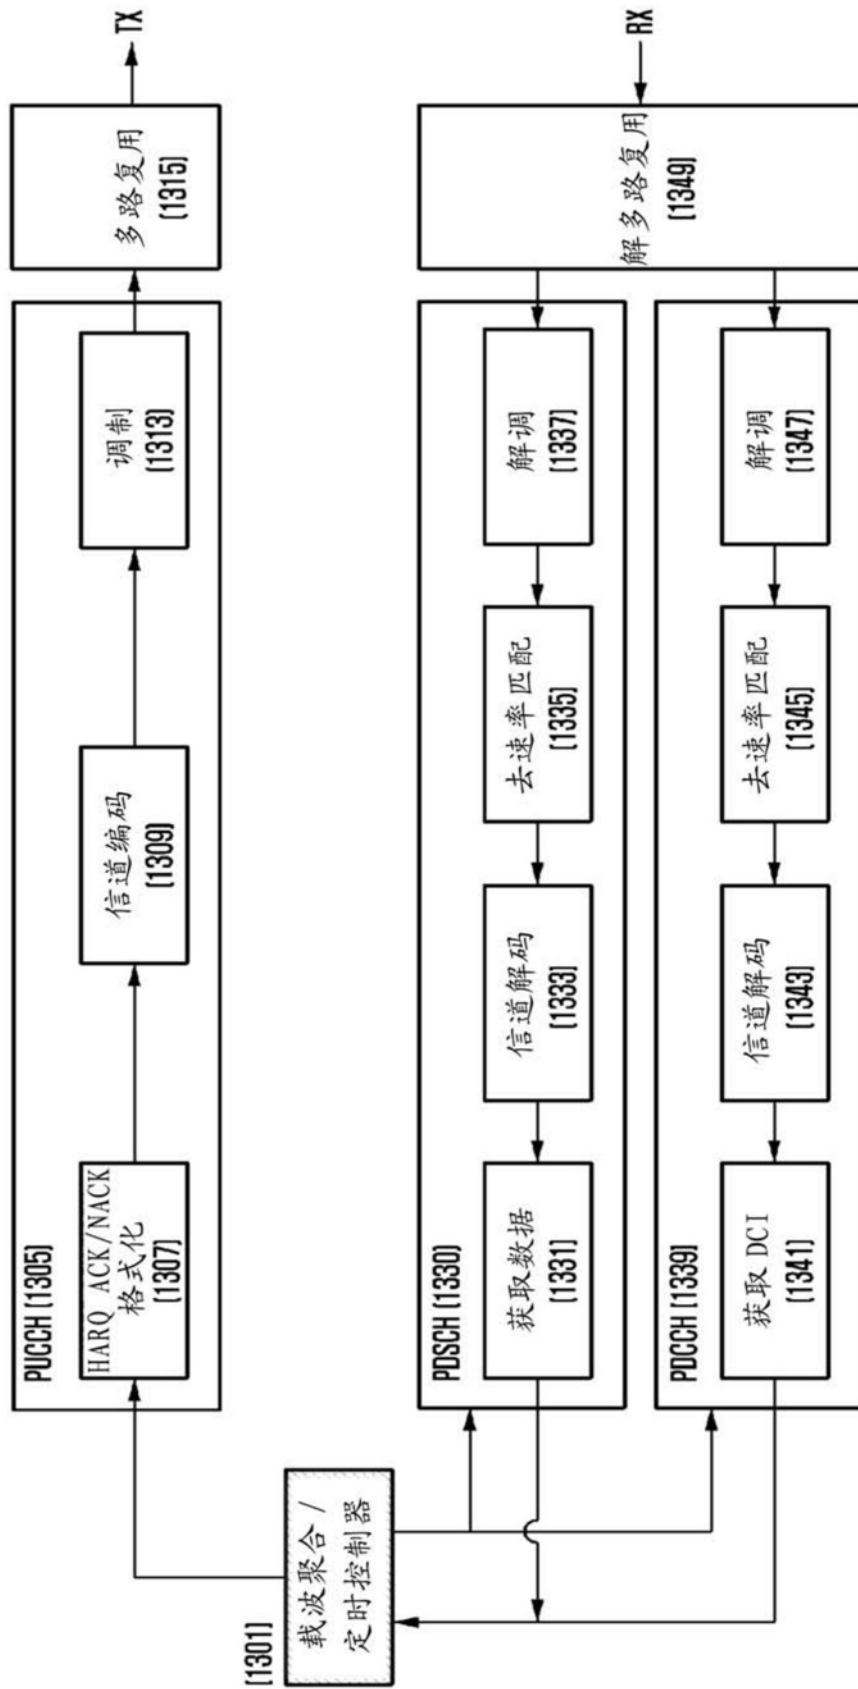 [1301]
载波聚合/
定时控制器
PUCCH [1305]
HARQ ACK/NACK
格式化
[1307]
信道编码
[1309]
调制
[1313]
多路复用
[1315]
TX
PDSCH [1330]
获取数据
[1331]
信道解码
[1333]
去速率匹配
[1335]
解调
[1337]
PDCCH [1339]
获取 DCI
[1341]
信道解码
[1343]
去速率匹配
[1345]
解调
[1347]
解多路复用
[1349]
RX